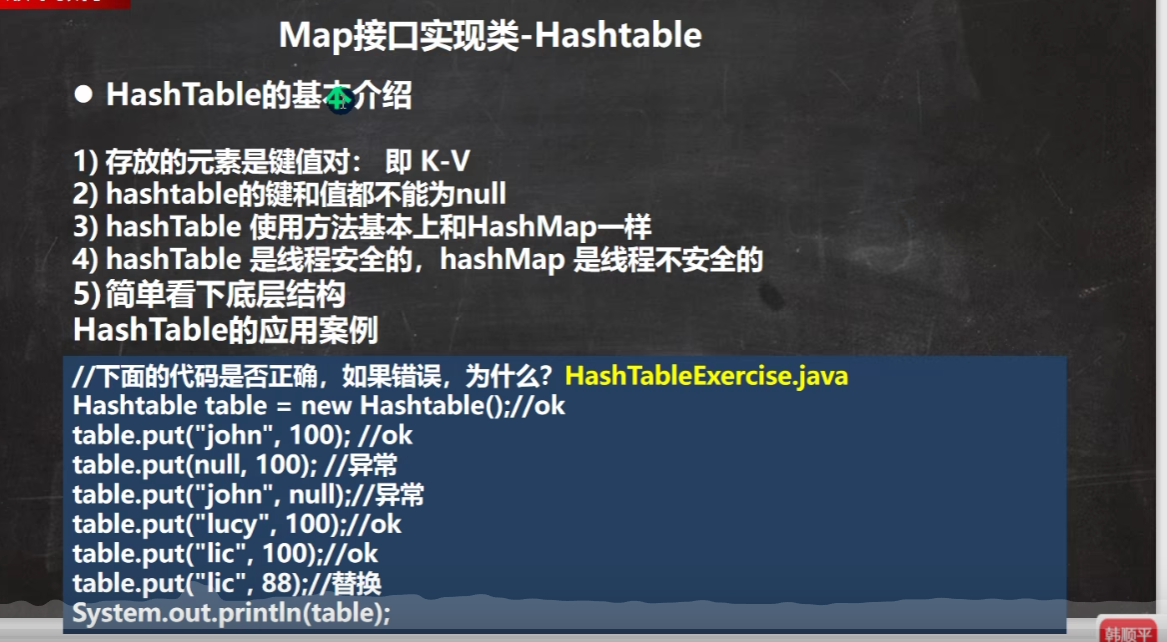 Map接口实现类-Hashtable
● HashTable的基本介绍
1) 存放的元素是键值对： 即 K-V
2) hashtable的键和值都不能为null
3) hashTable 使用方法基本上和HashMap一样
4) hashTable 是线程安全的，hashMap 是线程不安全的
5) 简单看下底层结构
HashTable的应用案例
//下面的代码是否正确，如果错误，为什么？HashTableExercise.java
Hashtable table = new Hashtable();//ok
table.put("john", 100); //ok
table.put(null, 100); //异常
table.put("john", null);//异常
table.put("lucy", 100);//ok
table.put("lic", 100);//ok
table.put("lic", 88);//替换
System.out.println(table);
韩顺平